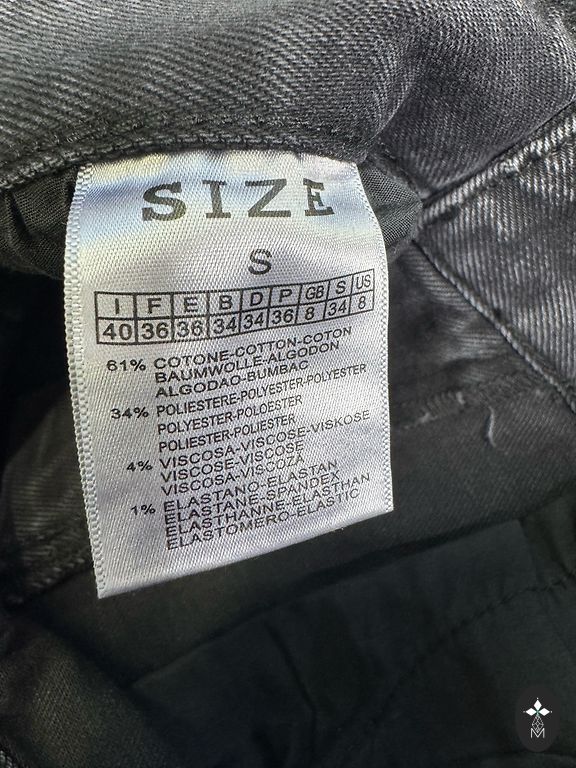 SIZE
S
I F E B D P GB S US
40 36 36 34 34 36 8 34 8
61% COTONE-COTTON-COTON
BAUMWOLLE-ALGODON
ALGODAO-BUMBAC
34% POLIESTERE-POLYESTER-POLYESTER
POLYESTER-POLOESTER
POLIESTER-POLIESTER
4% VISCOSA-VISCOSE-VISKOSE
VISCOSE-VISCOSE
VISCOSA-VISCOZA
1% ELASTANO-ELASTAN
ELASTANE-SPANDEX
ELASTHANNE-ELASTHAN
ELASTOMERO-ELASTIC